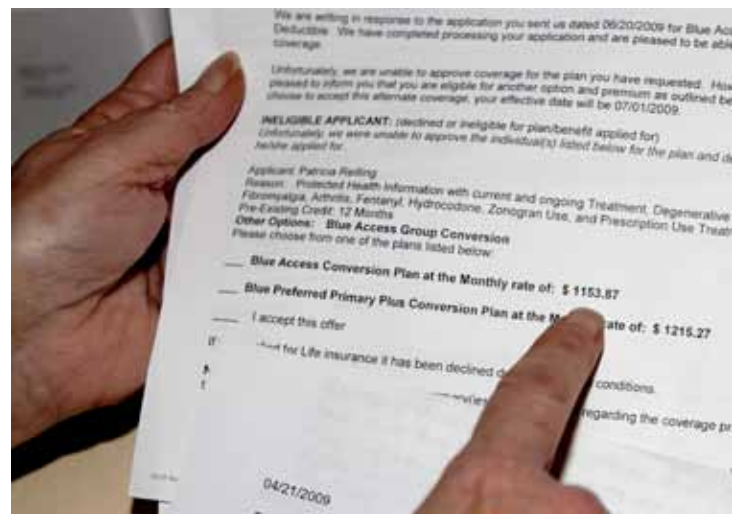 We are writing in response to the application you sent us dated 06/20/2009 for Blue Acc
Deductible. We have completed processing your application and are pleased to be able
coverage.
Unfortunately, we are unable to approve coverage for the plan you have requested. How
pleased to inform you that you are eligible for another option and premium as outlined be
choose to accept this alternate coverage, your effective date will be 07/01/2009.
INELIGIBLE APPLICANT: (declined or ineligible for plan/benefit applied for)
Unfortunately, we were unable to approve the individual(s) listed below for the plan and de
he/she applied for.
Applicant: Patricia Reilling
Reason: Protected Health Information with current and ongoing Treatment, Degenerative
Fibromyalgia, Arthritis, Fentanyl, Hydrocodone, Zonogran Use, and Prescription Use Treatm
Pre-Existing Credit: 12 Months
Other Options: Blue Access Group Conversion
Please choose from one of the plans listed below:
___ Blue Access Conversion Plan at the Monthly rate of: $ 1153.87
___ Blue Preferred Primary Plus Conversion Plan at the M rate of: $ 1215.27
___ I accept this offer
for Life insurance it has been declined d conditions.
regarding the coverage pr
04/21/2009